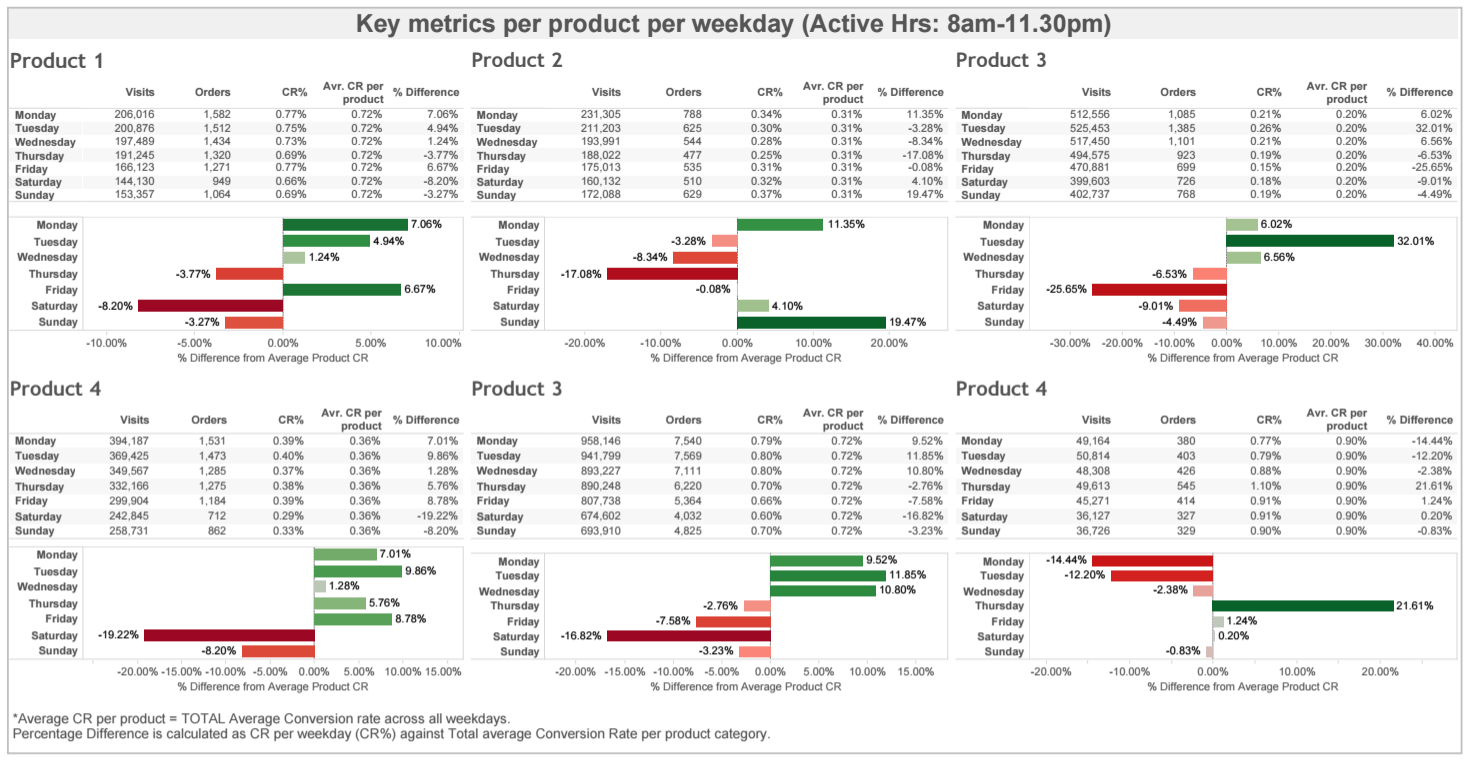 Key metrics per product per weekday (Active Hrs: 8am-11.30pm)
Product 1
Visits Orders CR% Avr. CR per product % Difference
Monday 206,016 1,582 0.77% 0.72% 7.06%
Tuesday 200,876 1,512 0.75% 0.72% 4.94%
Wednesday 197,489 1,434 0.73% 0.72% 1.24%
Thursday 191,245 1,320 0.69% 0.72% -3.77%
Friday 166,123 1,271 0.77% 0.72% 6.67%
Saturday 144,130 949 0.66% 0.72% -8.20%
Sunday 153,357 1,064 0.69% 0.72% -3.27%
Monday 7.06%
Tuesday 4.94%
Wednesday 1.24%
Thursday -3.77%
Friday 6.67%
Saturday -8.20%
Sunday -3.27%
-10.00% -5.00% 0.00% 5.00% 10.00%
% Difference from Average Product CR
Product 2
Visits Orders CR% Avr. CR per product % Difference
Monday 231,305 788 0.34% 0.31% 11.35%
Tuesday 211,203 625 0.30% 0.31% -3.28%
Wednesday 193,991 544 0.28% 0.31% -8.34%
Thursday 188,022 477 0.25% 0.31% -17.08%
Friday 175,013 535 0.31% 0.31% -0.08%
Saturday 160,132 510 0.32% 0.31% 4.10%
Sunday 172,088 629 0.37% 0.31% 19.47%
Monday 11.35%
Tuesday -3.28%
Wednesday -8.34%
Thursday -17.08%
Friday -0.08%
Saturday 4.10%
Sunday 19.47%
-20.00% -10.00% 0.00% 10.00% 20.00%
% Difference from Average Product CR
Product 3
Visits Orders CR% Avr. CR per product % Difference
Monday 512,556 1,085 0.21% 0.20% 6.02%
Tuesday 525,453 1,385 0.26% 0.20% 32.01%
Wednesday 517,450 1,101 0.21% 0.20% 6.56%
Thursday 494,575 923 0.19% 0.20% -6.53%
Friday 470,881 699 0.15% 0.20% -25.65%
Saturday 399,603 726 0.18% 0.20% -9.01%
Sunday 402,737 768 0.19% 0.20% -4.49%
Monday 6.02%
Tuesday 32.01%
Wednesday 6.56%
Thursday -6.53%
Friday -25.65%
Saturday -9.01%
Sunday -4.49%
-30.00% -20.00% -10.00% 0.00% 10.00% 20.00% 30.00% 40.00%
% Difference from Average Product CR
Product 4
Visits Orders CR% Avr. CR per product % Difference
Monday 394,187 1,531 0.39% 0.36% 7.01%
Tuesday 369,425 1,473 0.40% 0.36% 9.86%
Wednesday 349,567 1,285 0.37% 0.36% 1.28%
Thursday 332,166 1,275 0.38% 0.36% 5.76%
Friday 299,904 1,184 0.39% 0.36% 8.78%
Saturday 242,845 712 0.29% 0.36% -19.22%
Sunday 258,731 862 0.33% 0.36% -8.20%
Monday 7.01%
Tuesday 9.86%
Wednesday 1.28%
Thursday 5.76%
Friday 8.78%
Saturday -19.22%
Sunday -8.20%
-20.00% -15.00% -10.00% -5.00% 0.00% 5.00% 10.00% 15.00%
% Difference from Average Product CR
Product 3
Visits Orders CR% Avr. CR per product % Difference
Monday 958,146 7,540 0.79% 0.72% 9.52%
Tuesday 941,799 7,569 0.80% 0.72% 11.85%
Wednesday 893,227 7,111 0.80% 0.72% 10.80%
Thursday 890,248 6,220 0.70% 0.72% -2.76%
Friday 807,738 5,364 0.66% 0.72% -7.58%
Saturday 674,602 4,032 0.60% 0.72% -16.82%
Sunday 693,910 4,825 0.70% 0.72% -3.23%
Monday 9.52%
Tuesday 11.85%
Wednesday 10.80%
Thursday -2.76%
Friday -7.58%
Saturday -16.82%
Sunday -3.23%
-20.00% -15.00% -10.00% -5.00% 0.00% 5.00% 10.00% 15.00%
% Difference from Average Product CR
Product 4
Visits Orders CR% Avr. CR per product % Difference
Monday 49,164 380 0.77% 0.90% -14.44%
Tuesday 50,814 403 0.79% 0.90% -12.20%
Wednesday 48,308 426 0.88% 0.90% -2.38%
Thursday 49,613 545 1.10% 0.90% 21.61%
Friday 45,271 414 0.91% 0.90% 1.24%
Saturday 36,127 327 0.91% 0.90% 0.20%
Sunday 36,726 329 0.90% 0.90% -0.83%
Monday -14.44%
Tuesday -12.20%
Wednesday -2.38%
Thursday 21.61%
Friday 1.24%
Saturday 0.20%
Sunday -0.83%
-20.00% -10.00% 0.00% 10.00% 20.00%
% Difference from Average Product CR
*Average CR per product = TOTAL Average Conversion rate across all weekdays.
Percentage Difference is calculated as CR per weekday (CR%) against Total average Conversion Rate per product category.